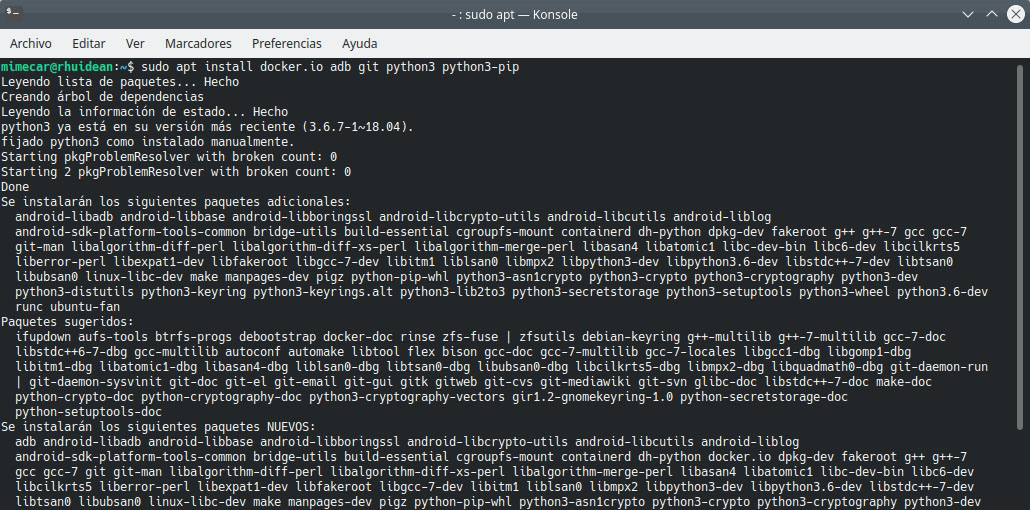 - : sudo apt — Konsole
Archivo Editar Ver Marcadores Preferencias Ayuda
mimecar@rhuidean:~$ sudo apt install docker.io adb git python3 python3-pip
Leyendo lista de paquetes... Hecho
Creando árbol de dependencias
Leyendo la información de estado... Hecho
python3 ya está en su versión más reciente (3.6.7-1~18.04).
fijado python3 como instalado manualmente.
Starting pkgProblemResolver with broken count: 0
Starting 2 pkgProblemResolver with broken count: 0
Done
Se instalarán los siguientes paquetes adicionales:
android-libadb android-libbase android-libboringssl android-libcrypto-utils android-libcutils android-liblog
android-sdk-platform-tools-common bridge-utils build-essential cgroupfs-mount containerd dh-python dpkg-dev fakeroot g++ g++-7 gcc gcc-7
git-man libalgorithm-diff-perl libalgorithm-diff-xs-perl libalgorithm-merge-perl libasan4 libatomic1 libc-dev-bin libc6-dev libcilkrts5
liberror-perl libexpat1-dev libfakeroot libgcc-7-dev libitm1 liblsan0 libmpx2 libpython3-dev libpython3.6-dev libstdc++-7-dev libtsan0
libubsan0 linux-libc-dev make manpages-dev pigz python-pip-whl python3-asn1crypto python3-crypto python3-cryptography python3-dev
python3-distutils python3-keyring python3-keyrings.alt python3-lib2to3 python3-secretstorage python3-setuptools python3-wheel python3.6-dev
runc ubuntu-fan
Paquetes sugeridos:
ifupdown aufs-tools btrfs-progs debootstrap docker-doc rinse zfs-fuse | zfsutils debian-keyring g++-multilib g++-7-multilib gcc-7-doc
libstdc++6-7-dbg gcc-multilib autoconf automake libtool flex bison gcc-doc gcc-7-multilib gcc-7-locales libgcc1-dbg libgomp1-dbg
libitm1-dbg libatomic1-dbg libasan4-dbg liblsan0-dbg libtsan0-dbg libubsan0-dbg libcilkrts5-dbg libmpx2-dbg libquadmath0-dbg git-daemon-run
| git-daemon-sysvinit git-doc git-el git-email git-gui gitk gitweb git-cvs git-mediawiki git-svn glibc-doc libstdc++-7-doc make-doc
python-crypto-doc python-cryptography-doc python3-cryptography-vectors gir1.2-gnomekeyring-1.0 python-secretstorage-doc
python-setuptools-doc
Se instalarán los siguientes paquetes NUEVOS:
adb android-libadb android-libbase android-libboringssl android-libcrypto-utils android-libcutils android-liblog
android-sdk-platform-tools-common bridge-utils build-essential cgroupfs-mount containerd dh-python docker.io dpkg-dev fakeroot g++ g++-7
gcc gcc-7 git git-man libalgorithm-diff-perl libalgorithm-diff-xs-perl libalgorithm-merge-perl libasan4 libatomic1 libc-dev-bin libc6-dev
libcilkrts5 liberror-perl libexpat1-dev libfakeroot libgcc-7-dev libitm1 liblsan0 libmpx2 libpython3-dev libpython3.6-dev libstdc++-7-dev
libtsan0 libubsan0 linux-libc-dev make manpages-dev pigz python-pip-whl python3-asn1crypto python3-crypto python3-cryptography python3-dev